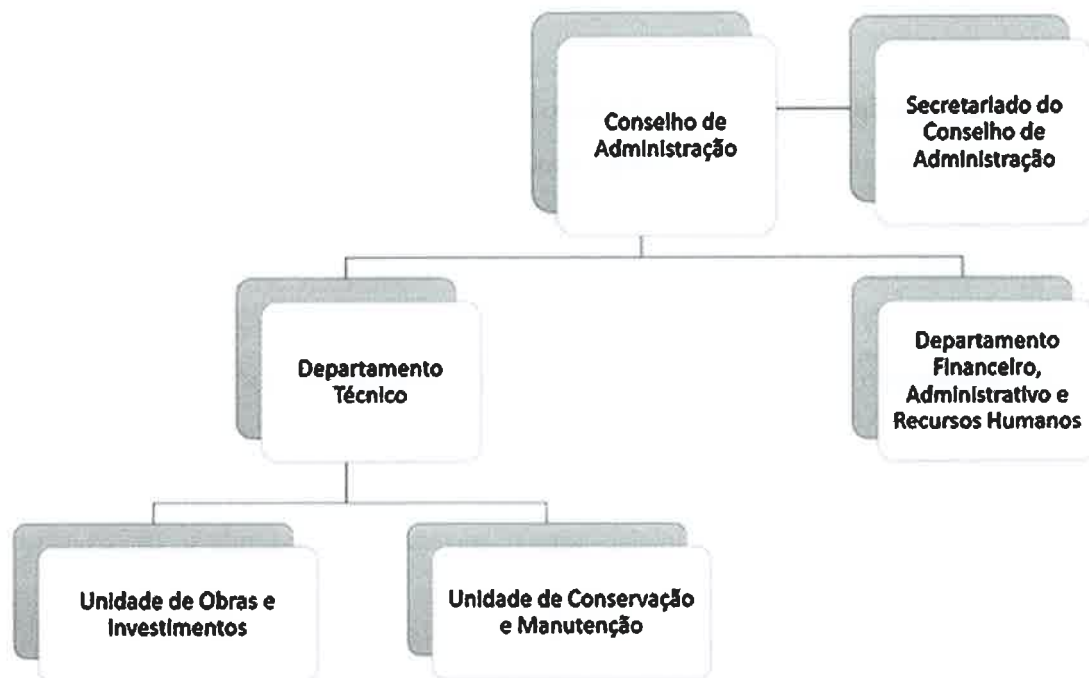 Conselho de
Administração
Secretariado do
Conselho de
Administração
Departamento
Técnico
Departamento
Financeiro,
Administrativo e
Recursos Humanos
Unidade de Obras e
Investimentos
Unidade de Conservação
e Manutenção